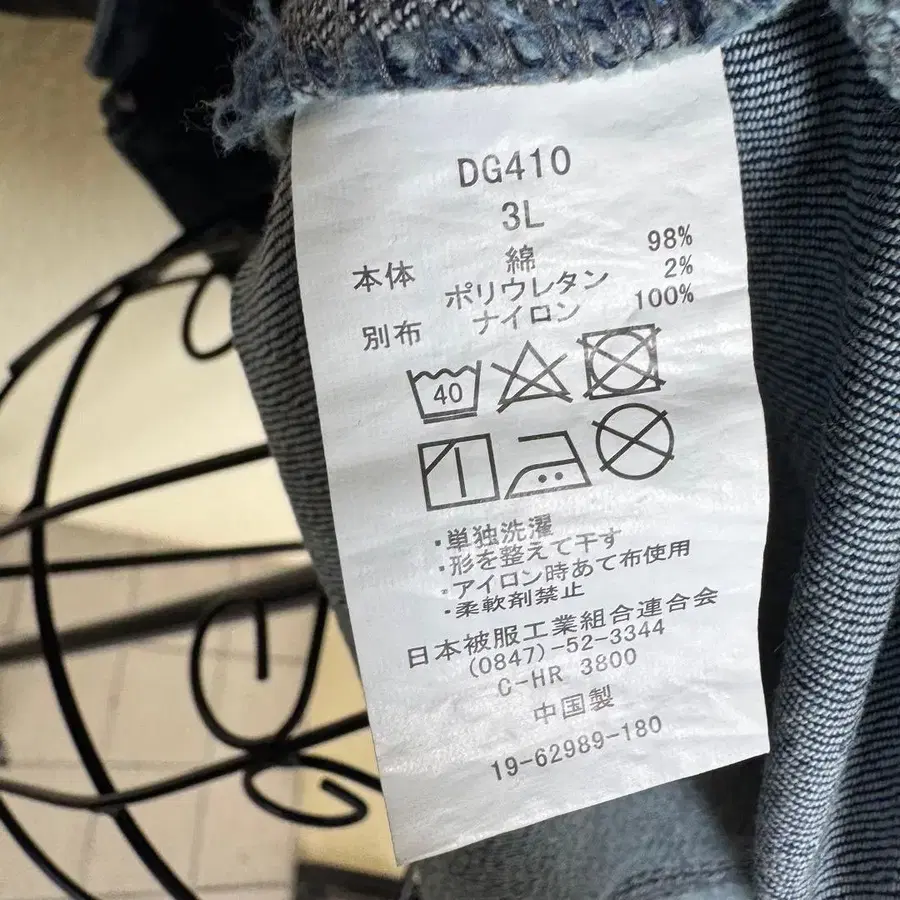 DG410
3L
本体 綿 98%
ポリウレタン 2%
別布 ナイロン 100%
40
・単独洗濯
・形を整えて干す
・アイロン時あて布使用
・柔軟剤禁止
日本被服工業組合連合会
(0847)-52-3344
C-HR 3800
中国製
19-62989-180